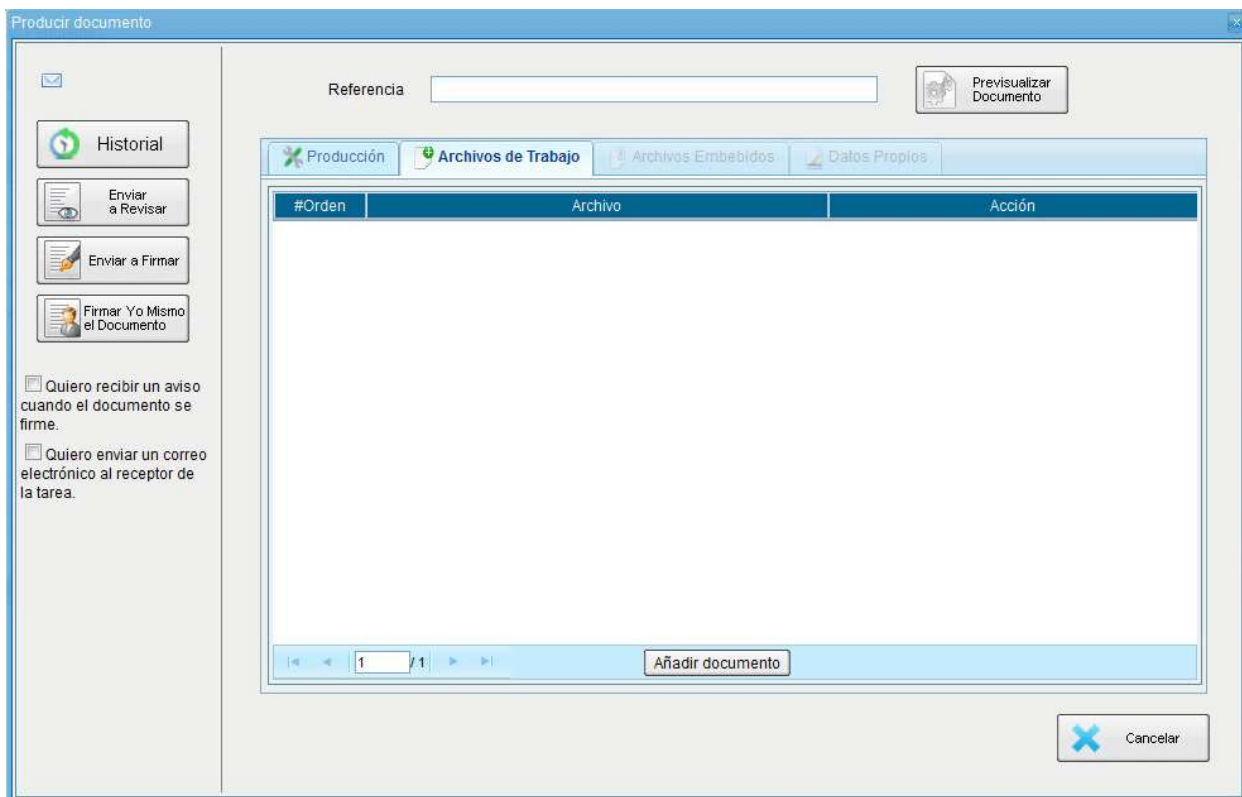 Producir documento
Referencia
Previsualizar
Documento
Historial
Enviar
a Revisar
Enviar a Firmar
Firmar Yo Mismo
el Documento
Quiero recibir un aviso
cuando el documento se
firme.
Quiero enviar un correo
electrónico al receptor de
la tarea.
Producción
Archivos de Trabajo
Archivos Embebidos
Datos Propios
#Orden
Archivo
Acción
1
/ 1
Añadir documento
Cancelar